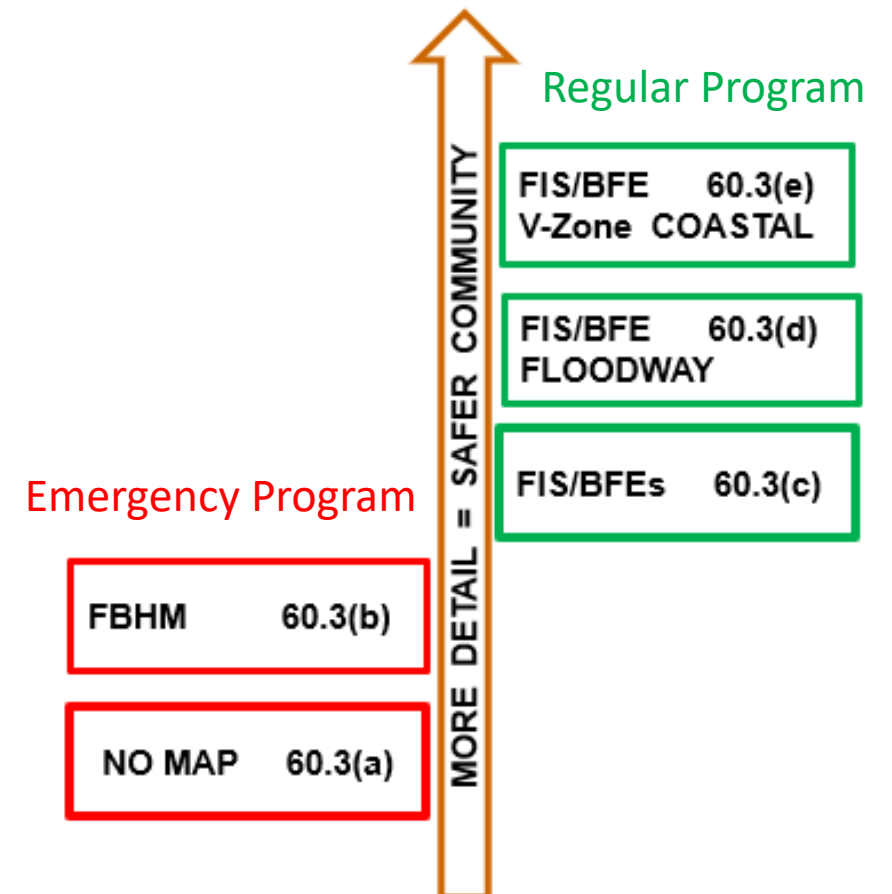 Regular Program
FIS/BFE 60.3(e)
V-Zone COASTAL
FIS/BFE 60.3(d)
FLOODWAY
FIS/BFEs 60.3(c)
Emergency Program
FBHM 60.3(b)
NO MAP 60.3(a)
MORE DETAIL = SAFER COMMUNITY